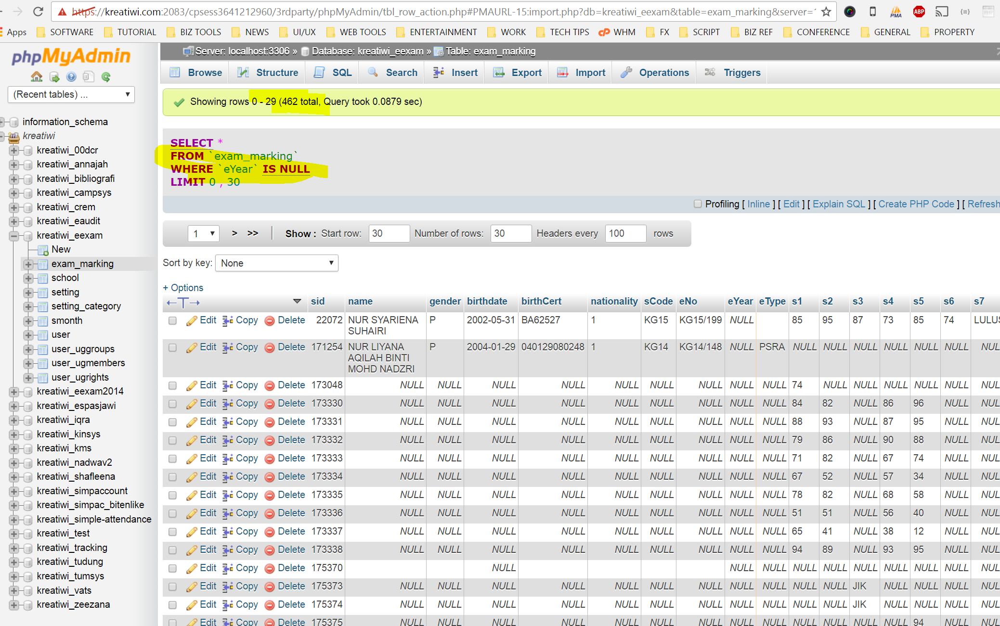 https://kreatiwi.com:2083/cpsess3641212960/3rdparty/phpMyAdmin/tbl_row_action.php#PMAURL-15:import.php?db=kreatiwi_eexam&table=exam_marking&server= PMA ABP
Apps SOFTWARE TUTORIAL BIZ TOOLS NEWS UI/UX WEB TOOLS ENTERTAINMENT WORK TECH TIPS cP WHM FX SCRIPT BIZ REF CONFERENCE GENERAL PROPERTY
phpMyAdmin
(Recent tables) ...
information_schema
kreatiwi
kreatiwi_00dcr
kreatiwi_annajah
kreatiwi_bibliografi
kreatiwi_campsys
kreatiwi_crem
kreatiwi_eaudit
kreatiwi_eexam
New
exam_marking
school
setting
setting_category
smonth
user
user_uggroups
user_ugmembers
user_ugrights
kreatiwi_eexam2014
kreatiwi_espasjawi
kreatiwi_iqra
kreatiwi_kinsys
kreatiwi_kms
kreatiwi_nadwav2
kreatiwi_shafleena
kreatiwi_simpaccount
kreatiwi_simpac_bitenlike
kreatiwi_simple-attendance
kreatiwi_test
kreatiwi_tracking
kreatiwi_tudung
kreatiwi_tumsys
kreatiwi_vats
kreatiwi_zeezana
Server: localhost:3306 » Database: kreatiwi_eexam » Table: exam_marking
Browse Structure SQL Search Insert Export Import Operations Triggers
Showing rows 0 - 29 (462 total, Query took 0.0879 sec)
SELECT *
FROM `exam_marking`
WHERE `eYear` IS NULL
LIMIT 0 , 30
Profiling [ Inline ] [ Edit ] [ Explain SQL ] [ Create PHP Code ] [ Refresh
1 > >> Show : Start row: 30 Number of rows: 30 Headers every 100 rows
Sort by key: None
+ Options
←T→ sid name gender birthdate birthCert nationality sCode eNo eYear eType s1 s2 s3 s4 s5 s6 s7
Edit Copy Delete 22072 NUR SYARIENA P 2002-05-31 BA62527 1 KG15 KG15/199 NULL 85 95 87 73 85 74 LULUS
SUHAIRI
Edit Copy Delete 171254 NUR LIYANA P 2004-01-29 040129080248 1 KG14 KG14/148 NULL PSRA NULL NULL NULL NULL NULL NULL NUL
AQILAH BINTI
MOHD NADZRI
Edit Copy Delete 173048 NULL NULL NULL NULL NULL NULL NULL NULL NULL 74 NULL NULL NULL NULL NULL NUL
Edit Copy Delete 173330 NULL NULL NULL NULL NULL NULL NULL NULL NULL 84 82 NULL 86 96 NULL NUL
Edit Copy Delete 173331 NULL NULL NULL NULL NULL NULL NULL NULL NULL 88 93 NULL 87 95 NULL NUL
Edit Copy Delete 173332 NULL NULL NULL NULL NULL NULL NULL NULL NULL 79 86 NULL 90 88 NULL NUL
Edit Copy Delete 173333 NULL NULL NULL NULL NULL NULL NULL NULL NULL 71 82 NULL 67 74 NULL NUL
Edit Copy Delete 173334 NULL NULL NULL NULL NULL NULL NULL NULL NULL 67 52 NULL 57 34 NULL NUL
Edit Copy Delete 173335 NULL NULL NULL NULL NULL NULL NULL NULL NULL 78 82 NULL 68 58 NULL NUL
Edit Copy Delete 173336 NULL NULL NULL NULL NULL NULL NULL NULL NULL 51 51 NULL 56 40 NULL NUL
Edit Copy Delete 173337 NULL NULL NULL NULL NULL NULL NULL NULL NULL 65 41 NULL 38 12 NULL NUL
Edit Copy Delete 173338 NULL NULL NULL NULL NULL NULL NULL NULL NULL 94 89 NULL 93 95 NULL NUL
Edit Copy Delete 175370 NULL NULL NULL NULL NULL NULL NULL NULL NULL NUL
Edit Copy Delete 175373 NULL NULL NULL NULL NULL NULL NULL NULL NULL NULL NULL JIK NULL NULL NULL NUL
Edit Copy Delete 175374 NULL NULL NULL NULL NULL NULL NULL NULL NULL NULL NULL JIK NULL NULL NULL NUL
Edit Copy Delete 175375 NULL NULL NULL NULL NULL NULL NULL NULL NULL NULL NULL NULL NULL 94 NULL NUL